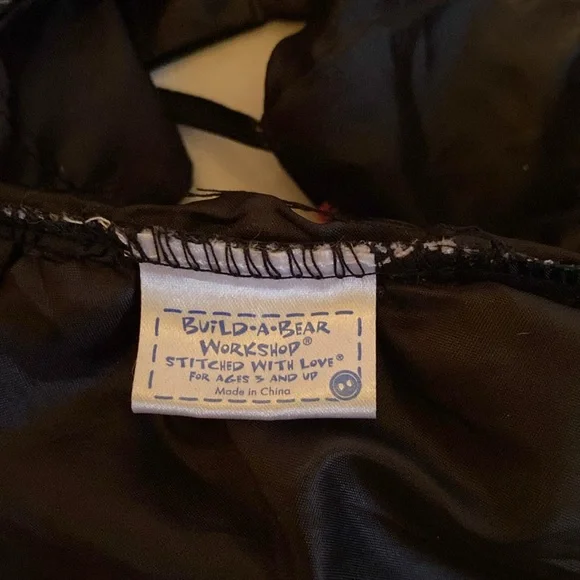 BUILD-A-BEAR
WORKSHOP®
STITCHED WITH LOVE®
FOR AGES 3 AND UP
Made in China